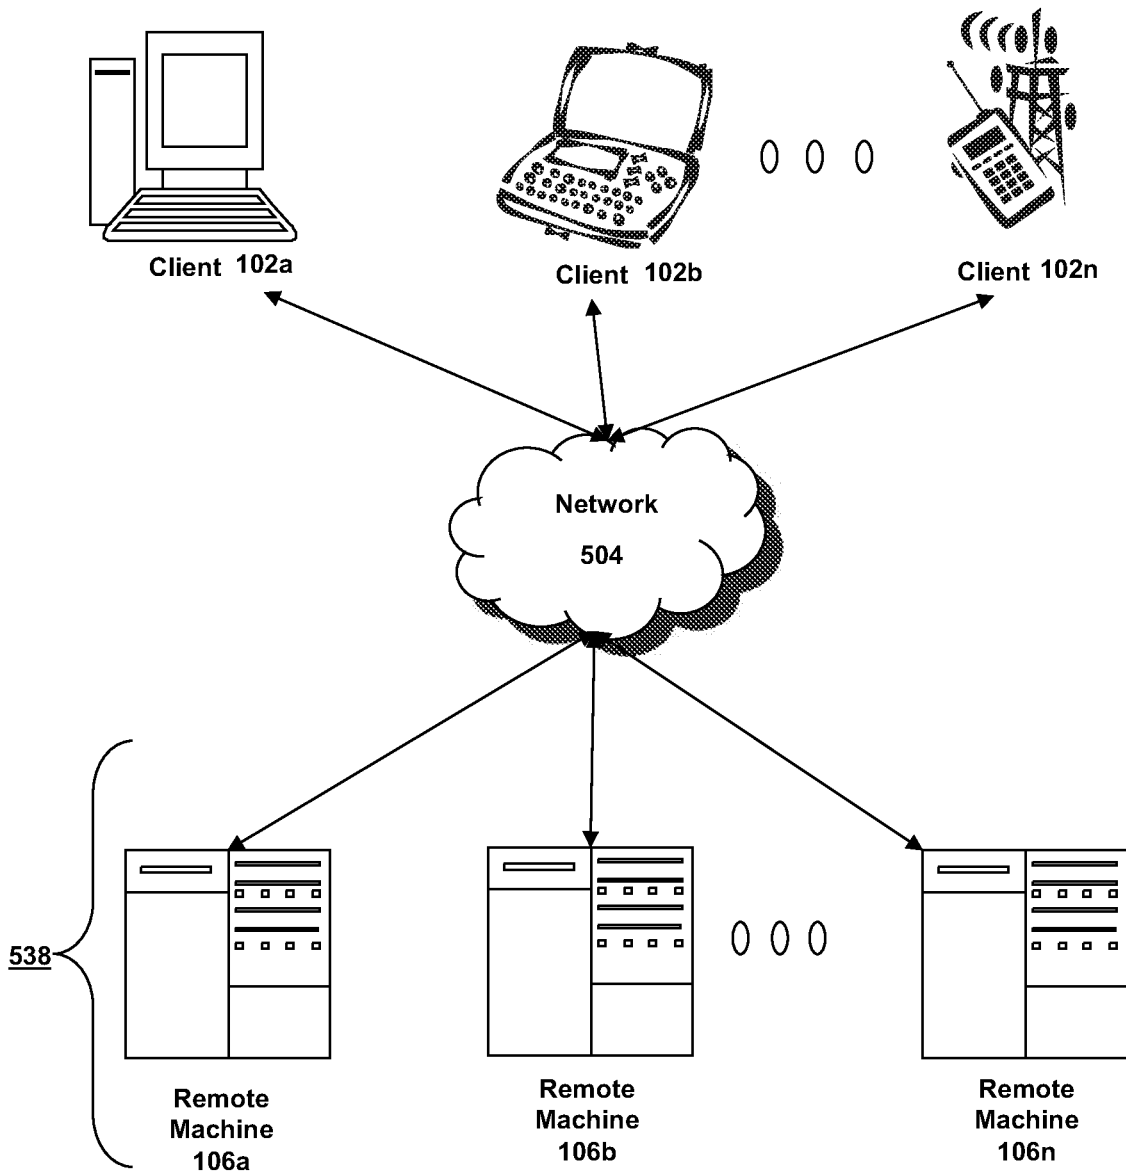 Client 102a
Client 102b
Client 102n
Network
504
538
Remote
Machine
106a
Remote
Machine
106b
Remote
Machine
106n